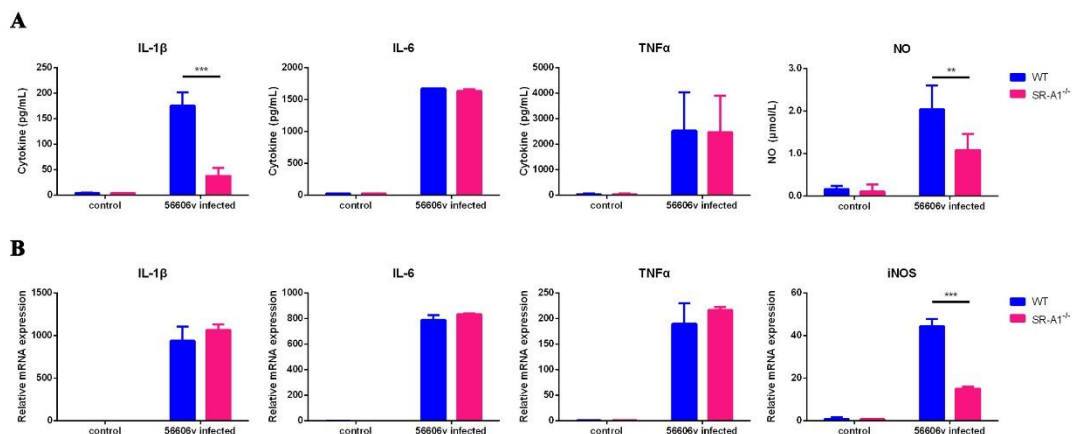 A
IL-1β
Cytokine (pg/mL)
250
200
150
100
50
0
***
control
56606v infected
IL-6
Cytokine (pg/mL)
2000
1500
1000
500
0
control
56606v infected
TNFα
Cytokine (pg/mL)
5000
4000
3000
2000
1000
0
control
56606v infected
NO
NO (μmol/L)
3.0
2.0
1.0
0.0
**
control
56606v infected
WT
SR-A1-/-
B
IL-1β
Relative mRNA expression
1500
1000
500
0
control
56606v infected
IL-6
Relative mRNA expression
1000
800
600
400
200
0
control
56606v infected
TNFα
Relative mRNA expression
250
200
150
100
50
0
control
56606v infected
iNOS
Relative mRNA expression
60
40
20
0
***
control
56606v infected
WT
SR-A1-/-